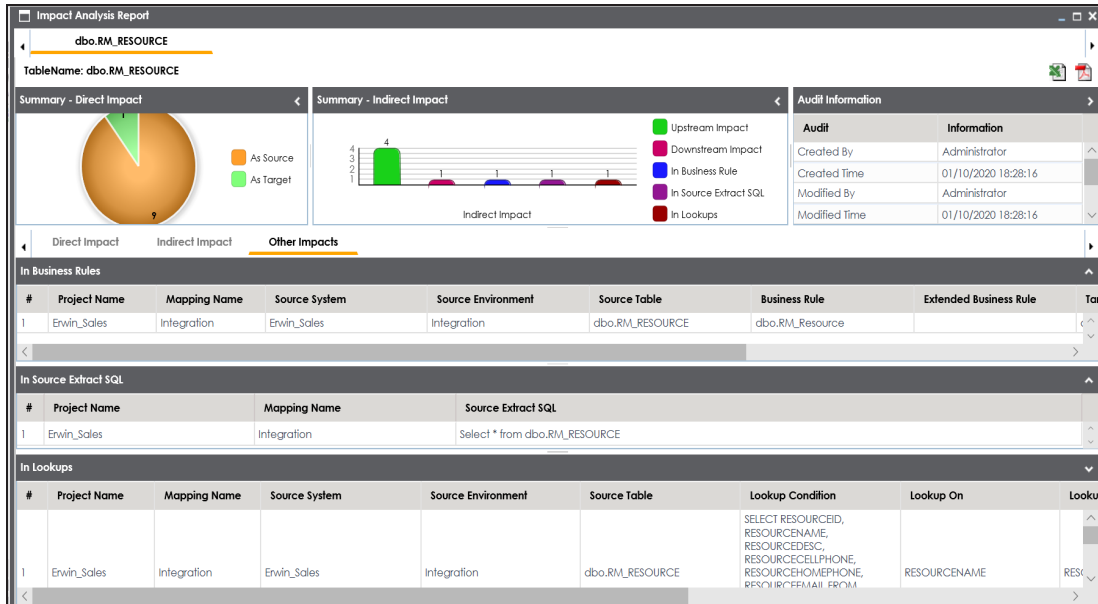 Impact Analysis Report
dbo.RM_RESOURCE
TableName: dbo.RM_RESOURCE
Summary - Direct Impact
1
9
As Source
As Target
Summary - Indirect Impact
4
3
2
1
4
1
1
1
1
Indirect Impact
Upstream Impact
Downstream Impact
In Business Rule
In Source Extract SQL
In Lookups
Audit Information
Audit Information
Created By Administrator
Created Time 01/10/2020 18:28:16
Modified By Administrator
Modified Time 01/10/2020 18:28:16
Direct Impact Indirect Impact Other Impacts
In Business Rules
# Project Name Mapping Name Source System Source Environment Source Table Business Rule Extended Business Rule Tar
1 Erwin_Sales Integration Erwin_Sales Integration dbo.RM_RESOURCE dbo.RM_Resource
In Source Extract SQL
# Project Name Mapping Name Source Extract SQL
1 Erwin_Sales Integration Select * from dbo.RM_RESOURCE
In Lookups
# Project Name Mapping Name Source System Source Environment Source Table Lookup Condition Lookup On Looku
SELECT RESOURCEID,
RESOURCENAME,
RESOURCEDESC,
RESOURCECELLPHONE,
1 Erwin_Sales Integration Erwin_Sales Integration dbo.RM_RESOURCE RESOURCEHOMEPHONE, RESOURCENAME RESC
RESOURCEEMAIL FROM